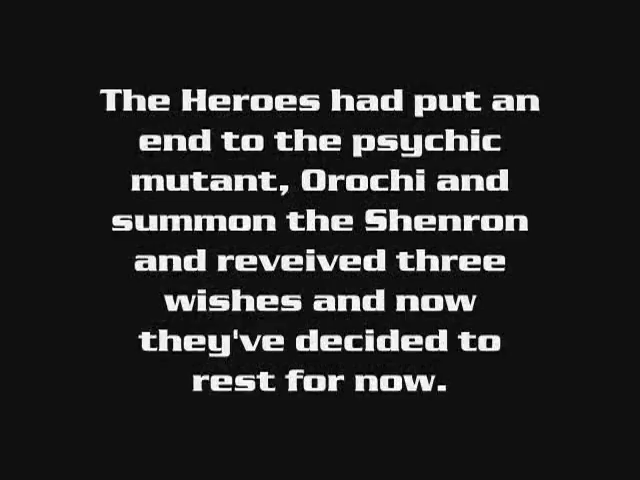 The Heroes had put an
end to the psychic
mutant, Orochi and
summon the Shenron
and reveived three
wishes and now
they've decided to
rest for now.